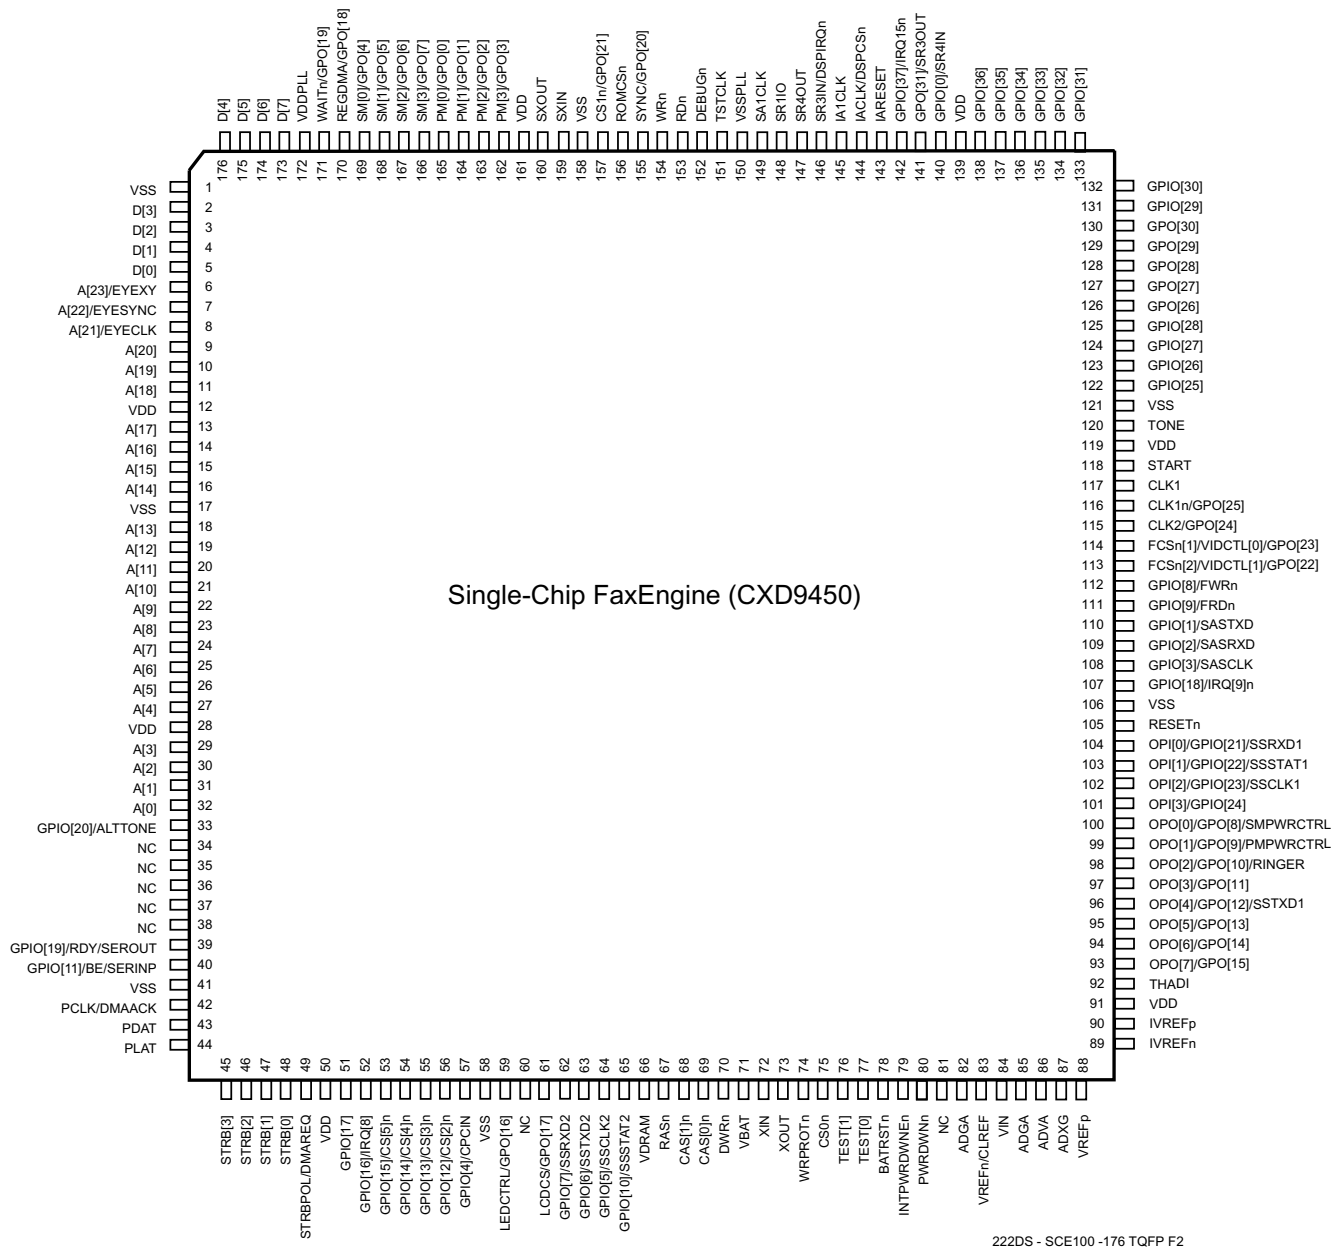 D[4]
D[5]
D[6]
D[7]
VDDPLL
WAITn/GPO[19]
REGDMA/GPO[18]
SM[0]/GPO[4]
SM[1]/GPO[5]
SM[2]/GPO[6]
SM[3]/GPO[7]
PM[0]/GPO[0]
PM[1]/GPO[1]
PM[2]/GPO[2]
PM[3]/GPO[3]
VDD
SXOUT
SXIN
VSS
CS1n/GPO[21]
ROMCSn
SYNC/GPO[20]
WRn
RDn
DEBUGn
TSTCLK
VSSPLL
SA1CLK
SR1IO
SR4OUT
SR3IN/DSPIRQn
IA1CLK
IACLK/DSPCSn
IARESET
GPIO[37]/IRQ15n
GPO[31]/SR3OUT
GPIO[0]/SR4IN
VDD
GPIO[36]
GPIO[35]
GPIO[34]
GPIO[33]
GPIO[32]
GPIO[31]
176 175 174 173 172 171 170 169 168 167 166 165 164 163 162 161 160 159 158 157 156 155 154 153 152 151 150 149 148 147 146 145 144 143 142 141 140 139 138 137 136 135 134 133
VSS 1
D[3] 2
D[2] 3
D[1] 4
D[0] 5
A[23]/EYEXY 6
A[22]/EYESYNC 7
A[21]/EYECLK 8
A[20] 9
A[19] 10
A[18] 11
VDD 12
A[17] 13
A[16] 14
A[15] 15
A[14] 16
VSS 17
A[13] 18
A[12] 19
A[11] 20
A[10] 21
A[9] 22
A[8] 23
A[7] 24
A[6] 25
A[5] 26
A[4] 27
VDD 28
A[3] 29
A[2] 30
A[1] 31
A[0] 32
GPIO[20]/ALTTONE 33
NC 34
NC 35
NC 36
NC 37
NC 38
GPIO[19]/RDY/SEROUT 39
GPIO[11]/BE/SERINP 40
VSS 41
PCLK/DMAACK 42
PDAT 43
PLAT 44
Single-Chip FaxEngine (CXD9450)
132 GPIO[30]
131 GPIO[29]
130 GPO[30]
129 GPO[29]
128 GPO[28]
127 GPO[27]
126 GPO[26]
125 GPIO[28]
124 GPIO[27]
123 GPIO[26]
122 GPIO[25]
121 VSS
120 TONE
119 VDD
118 START
117 CLK1
116 CLK1n/GPO[25]
115 CLK2/GPO[24]
114 FCSn[1]/VIDCTL[0]/GPO[23]
113 FCSn[2]/VIDCTL[1]/GPO[22]
112 GPIO[8]/FWRn
111 GPIO[9]/FRDn
110 GPIO[1]/SASTXD
109 GPIO[2]/SASRXD
108 GPIO[3]/SASCLK
107 GPIO[18]/IRQ[9]n
106 VSS
105 RESETn
104 OPI[0]/GPIO[21]/SSRXD1
103 OPI[1]/GPIO[22]/SSSTAT1
102 OPI[2]/GPIO[23]/SSCLK1
101 OPI[3]/GPIO[24]
100 OPO[0]/GPO[8]/SMPWRCTRL
99 OPO[1]/GPO[9]/PMPWRCTRL
98 OPO[2]/GPO[10]/RINGER
97 OPO[3]/GPO[11]
96 OPO[4]/GPO[12]/SSTXD1
95 OPO[5]/GPO[13]
94 OPO[6]/GPO[14]
93 OPO[7]/GPO[15]
92 THADI
91 VDD
90 IVREFp
89 IVREFn
45 46 47 48 49 50 51 52 53 54 55 56 57 58 59 60 61 62 63 64 65 66 67 68 69 70 71 72 73 74 75 76 77 78 79 80 81 82 83 84 85 86 87 88
STRB[3]
STRB[2]
STRB[1]
STRB[0]
STRBPOL/DMAREQ
VDD
GPIO[17]
GPIO[16]/IRQ[8]
GPIO[15]/CS[5]n
GPIO[14]/CS[4]n
GPIO[13]/CS[3]n
GPIO[12]/CS[2]n
GPIO[4]/CPCIN
VSS
LEDCTRL/GPO[16]
NC
LCDCS/GPO[17]
GPIO[7]/SSRXD2
GPIO[6]/SSTXD2
GPIO[5]/SSCLK2
GPIO[10]/SSSTAT2
VDRAM
RASn
CAS[1]n
CAS[0]n
DWRn
VBAT
XIN
XOUT
WRPROTn
CS0n
TEST[1]
TEST[0]
BATRSTn
INTPWRDWNEn
PWRDWNn
NC
ADGA
VREFn/CLREF
VIN
ADGA
ADVA
ADXG
VREFp
222DS - SCE100 -176 TQFP F2